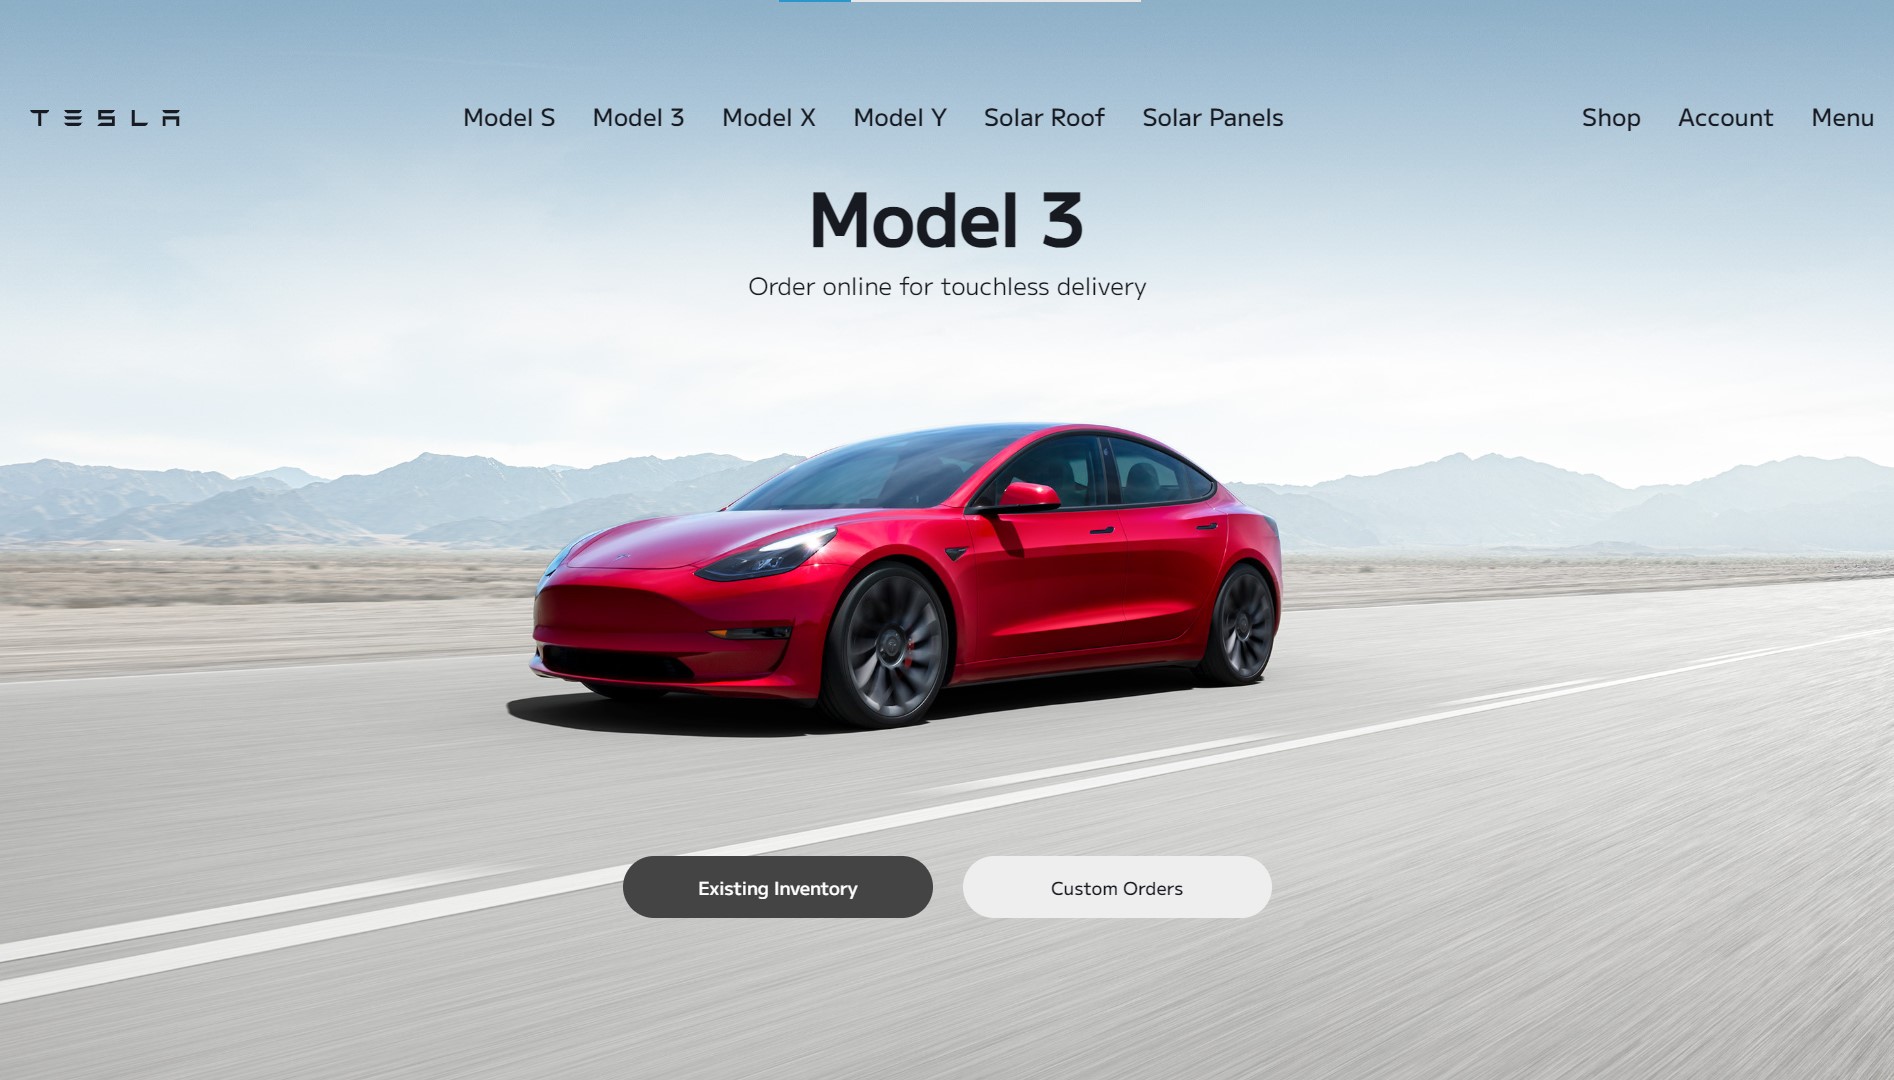 TESLA
Model S Model 3 Model X Model Y Solar Roof Solar Panels
Shop Account Menu
Model 3
Order online for touchless delivery
Existing Inventory
Custom Orders